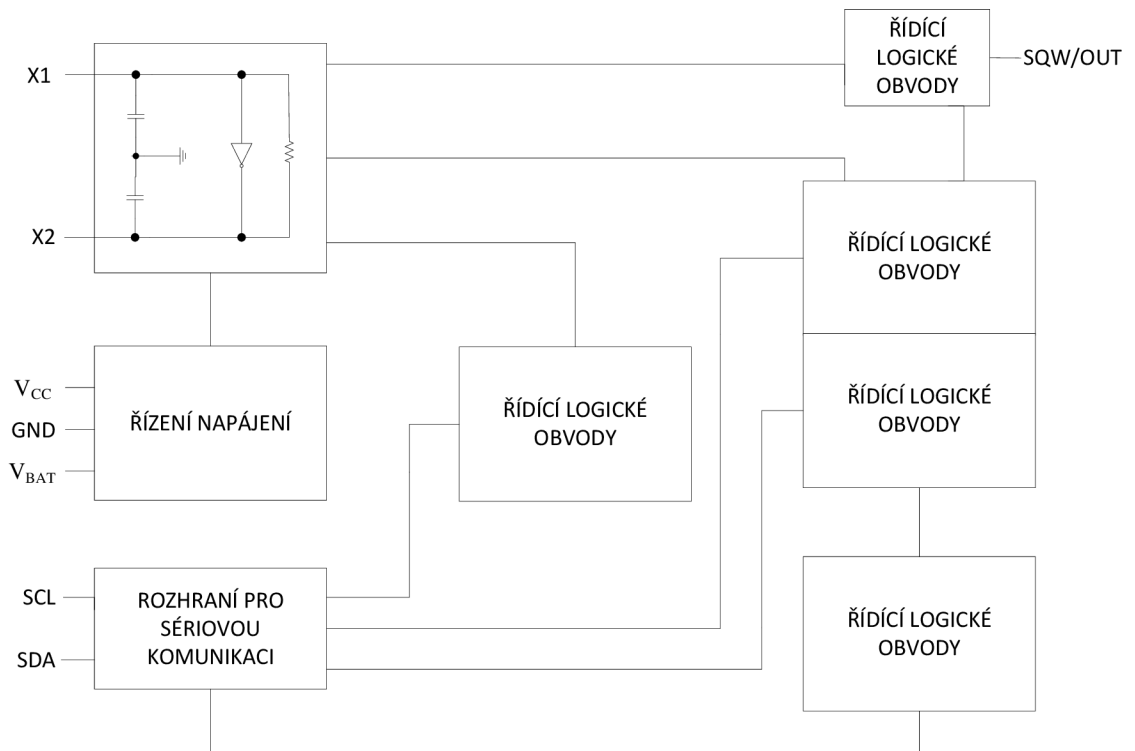 ŘÍDÍCÍ
LOGICKÉ
OBVODY
SQW/OUT
X1
X2
ŘÍDÍCÍ LOGICKÉ
OBVODY
VCC
GND
VBAT
ŘÍZENÍ NAPÁJENÍ
ŘÍDÍCÍ LOGICKÉ
OBVODY
ŘÍDÍCÍ LOGICKÉ
OBVODY
SCL
SDA
ROZHRANÍ PRO
SÉRIOVOU
KOMUNIKACI
ŘÍDÍCÍ LOGICKÉ
OBVODY